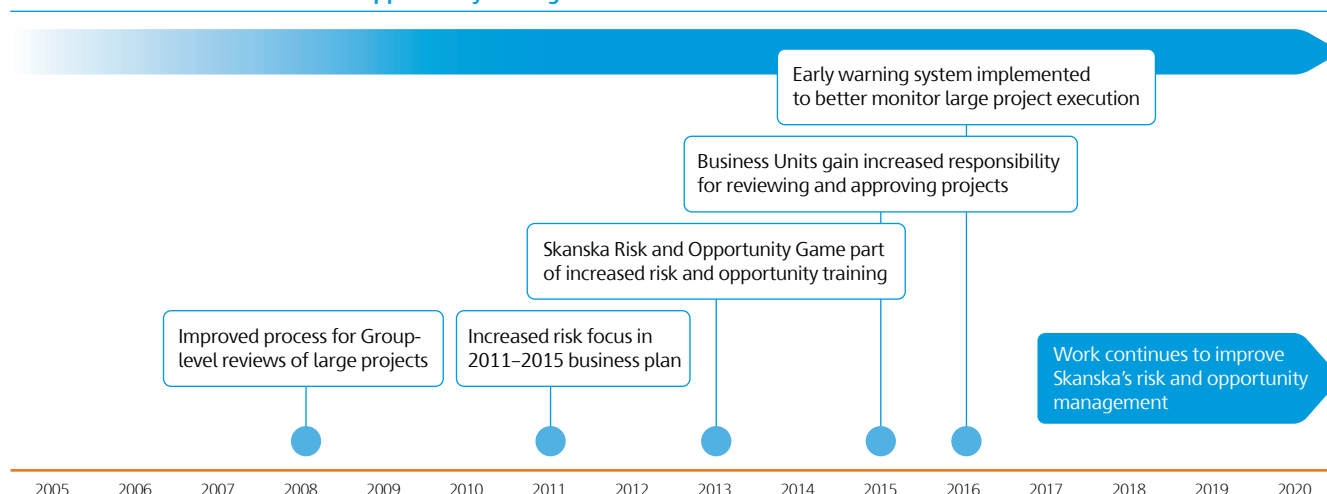 Early warning system implemented
to better monitor large project execution
Business Units gain increased responsibility
for reviewing and approving projects
Skanska Risk and Opportunity Game part
of increased risk and opportunity training
Improved process for Group-
level reviews of large projects
Increased risk focus in
2011–2015 business plan
Work continues to improve
Skanska’s risk and opportunity
management
2005 2006 2007 2008 2009 2010 2011 2012 2013 2014 2015 2016 2017 2018 2019 2020